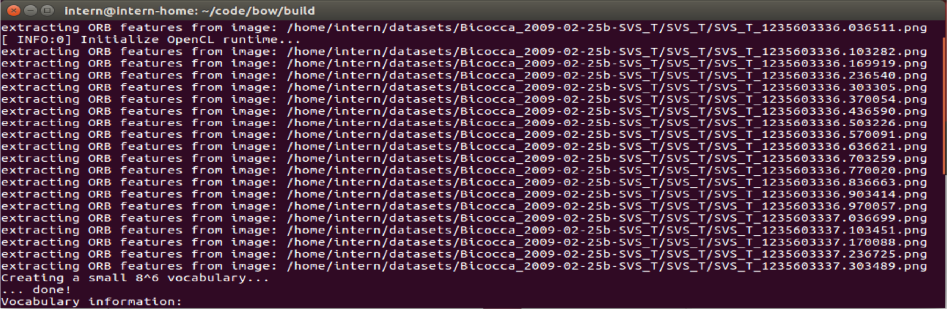 intern@intern-home: ~/code/bow/build
extracting ORB features from image: /home/intern/datasets/Bicocca_2009-02-25b-SVS_T/SVS_T/SVS_T_1235603336.036511.png
[ INFO:0] Initialize OpenCL runtime...
extracting ORB features from image: /home/intern/datasets/Bicocca_2009-02-25b-SVS_T/SVS_T/SVS_T_1235603336.103282.png
extracting ORB features from image: /home/intern/datasets/Bicocca_2009-02-25b-SVS_T/SVS_T/SVS_T_1235603336.169919.png
extracting ORB features from image: /home/intern/datasets/Bicocca_2009-02-25b-SVS_T/SVS_T/SVS_T_1235603336.236540.png
extracting ORB features from image: /home/intern/datasets/Bicocca_2009-02-25b-SVS_T/SVS_T/SVS_T_1235603336.303305.png
extracting ORB features from image: /home/intern/datasets/Bicocca_2009-02-25b-SVS_T/SVS_T/SVS_T_1235603336.370054.png
extracting ORB features from image: /home/intern/datasets/Bicocca_2009-02-25b-SVS_T/SVS_T/SVS_T_1235603336.436590.png
extracting ORB features from image: /home/intern/datasets/Bicocca_2009-02-25b-SVS_T/SVS_T/SVS_T_1235603336.503226.png
extracting ORB features from image: /home/intern/datasets/Bicocca_2009-02-25b-SVS_T/SVS_T/SVS_T_1235603336.570091.png
extracting ORB features from image: /home/intern/datasets/Bicocca_2009-02-25b-SVS_T/SVS_T/SVS_T_1235603336.636621.png
extracting ORB features from image: /home/intern/datasets/Bicocca_2009-02-25b-SVS_T/SVS_T/SVS_T_1235603336.703259.png
extracting ORB features from image: /home/intern/datasets/Bicocca_2009-02-25b-SVS_T/SVS_T/SVS_T_1235603336.770020.png
extracting ORB features from image: /home/intern/datasets/Bicocca_2009-02-25b-SVS_T/SVS_T/SVS_T_1235603336.836663.png
extracting ORB features from image: /home/intern/datasets/Bicocca_2009-02-25b-SVS_T/SVS_T/SVS_T_1235603336.903414.png
extracting ORB features from image: /home/intern/datasets/Bicocca_2009-02-25b-SVS_T/SVS_T/SVS_T_1235603336.970057.png
extracting ORB features from image: /home/intern/datasets/Bicocca_2009-02-25b-SVS_T/SVS_T/SVS_T_1235603337.036699.png
extracting ORB features from image: /home/intern/datasets/Bicocca_2009-02-25b-SVS_T/SVS_T/SVS_T_1235603337.103451.png
extracting ORB features from image: /home/intern/datasets/Bicocca_2009-02-25b-SVS_T/SVS_T/SVS_T_1235603337.170088.png
extracting ORB features from image: /home/intern/datasets/Bicocca_2009-02-25b-SVS_T/SVS_T/SVS_T_1235603337.236725.png
extracting ORB features from image: /home/intern/datasets/Bicocca_2009-02-25b-SVS_T/SVS_T/SVS_T_1235603337.303489.png
Creating a small 8^6 vocabulary...
... done!
Vocabulary information: